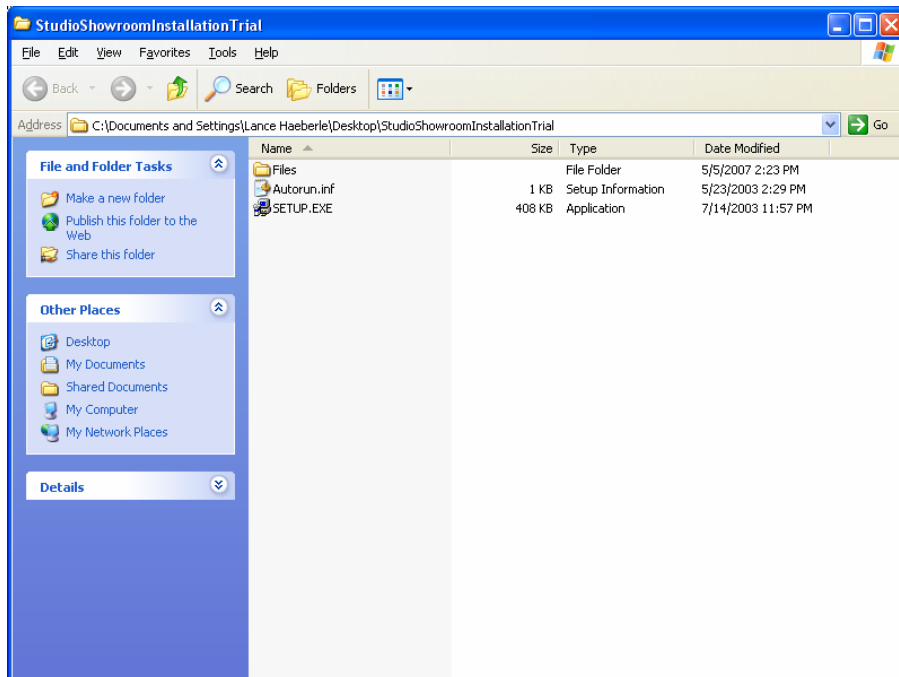 StudioShowroomInstallationTrial
File Edit View Favorites Tools Help
Back Search Folders
Address C:\Documents and Settings\Lance Haeberle\Desktop\StudioShowroomInstallationTrial Go
File and Folder Tasks
Make a new folder
Publish this folder to the
Web
Share this folder
Other Places
Desktop
My Documents
Shared Documents
My Computer
My Network Places
Details
Name Size Type Date Modified
Files File Folder 5/5/2007 2:23 PM
Autorun.inf 1 KB Setup Information 5/23/2003 2:29 PM
SETUP.EXE 408 KB Application 7/14/2003 11:57 PM